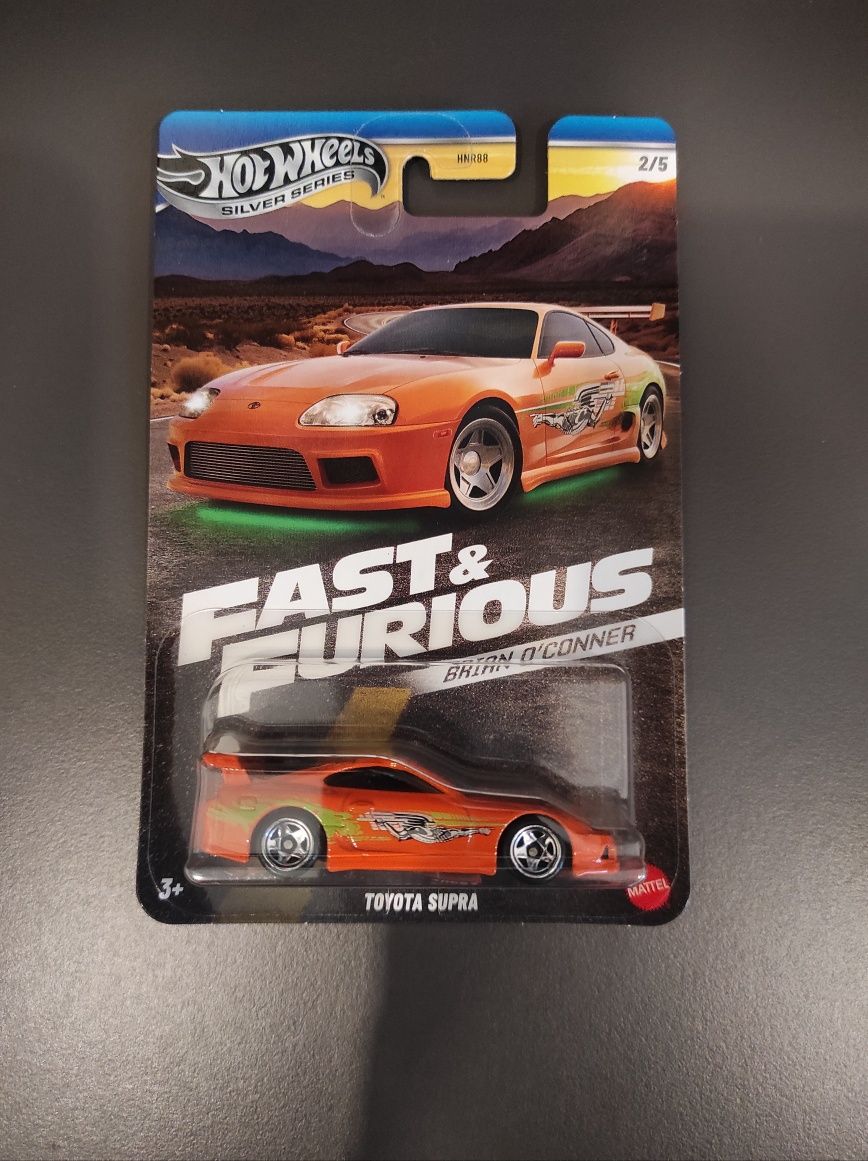 HOT WHEELS
SILVER SERIES
HNR88
2/5
FAST &
FURIOUS
BRIAN O'CONNER
3+
TOYOTA SUPRA
MATTEL